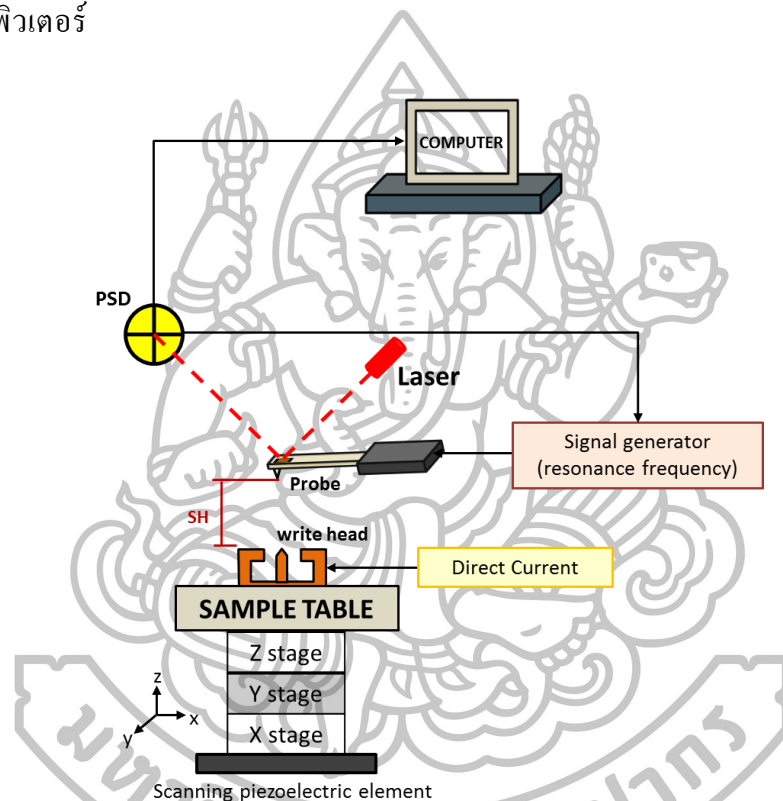 พิวเตอร์
COMPUTER
PSD
Laser
Signal generator
(resonance frequency)
Probe
SH
write head
Direct Current
SAMPLE TABLE
Z stage
Y stage
X stage
z
x
y
Scanning piezoelectric element